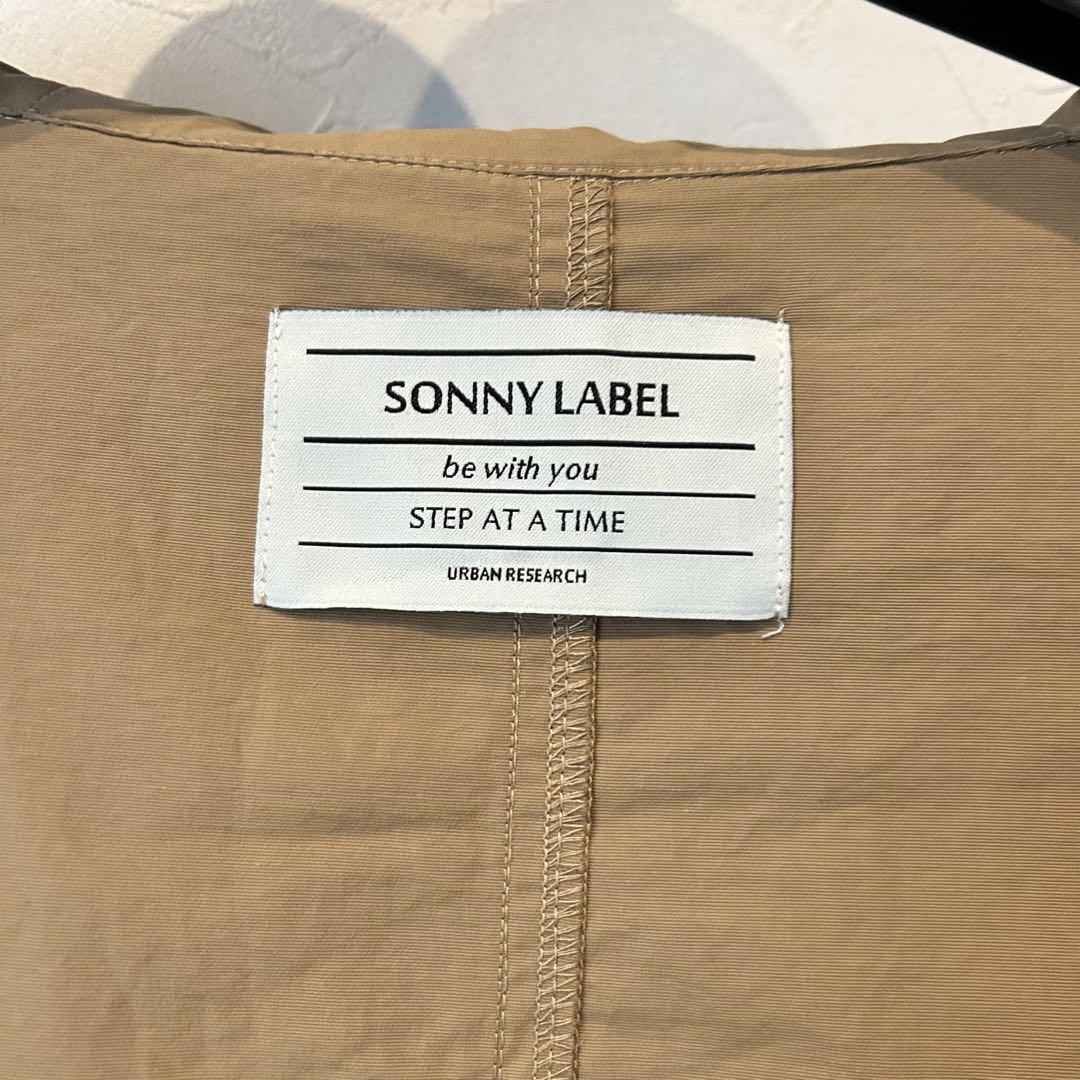 SONNY LABEL
be with you
STEP AT A TIME
URBAN RESEARCH